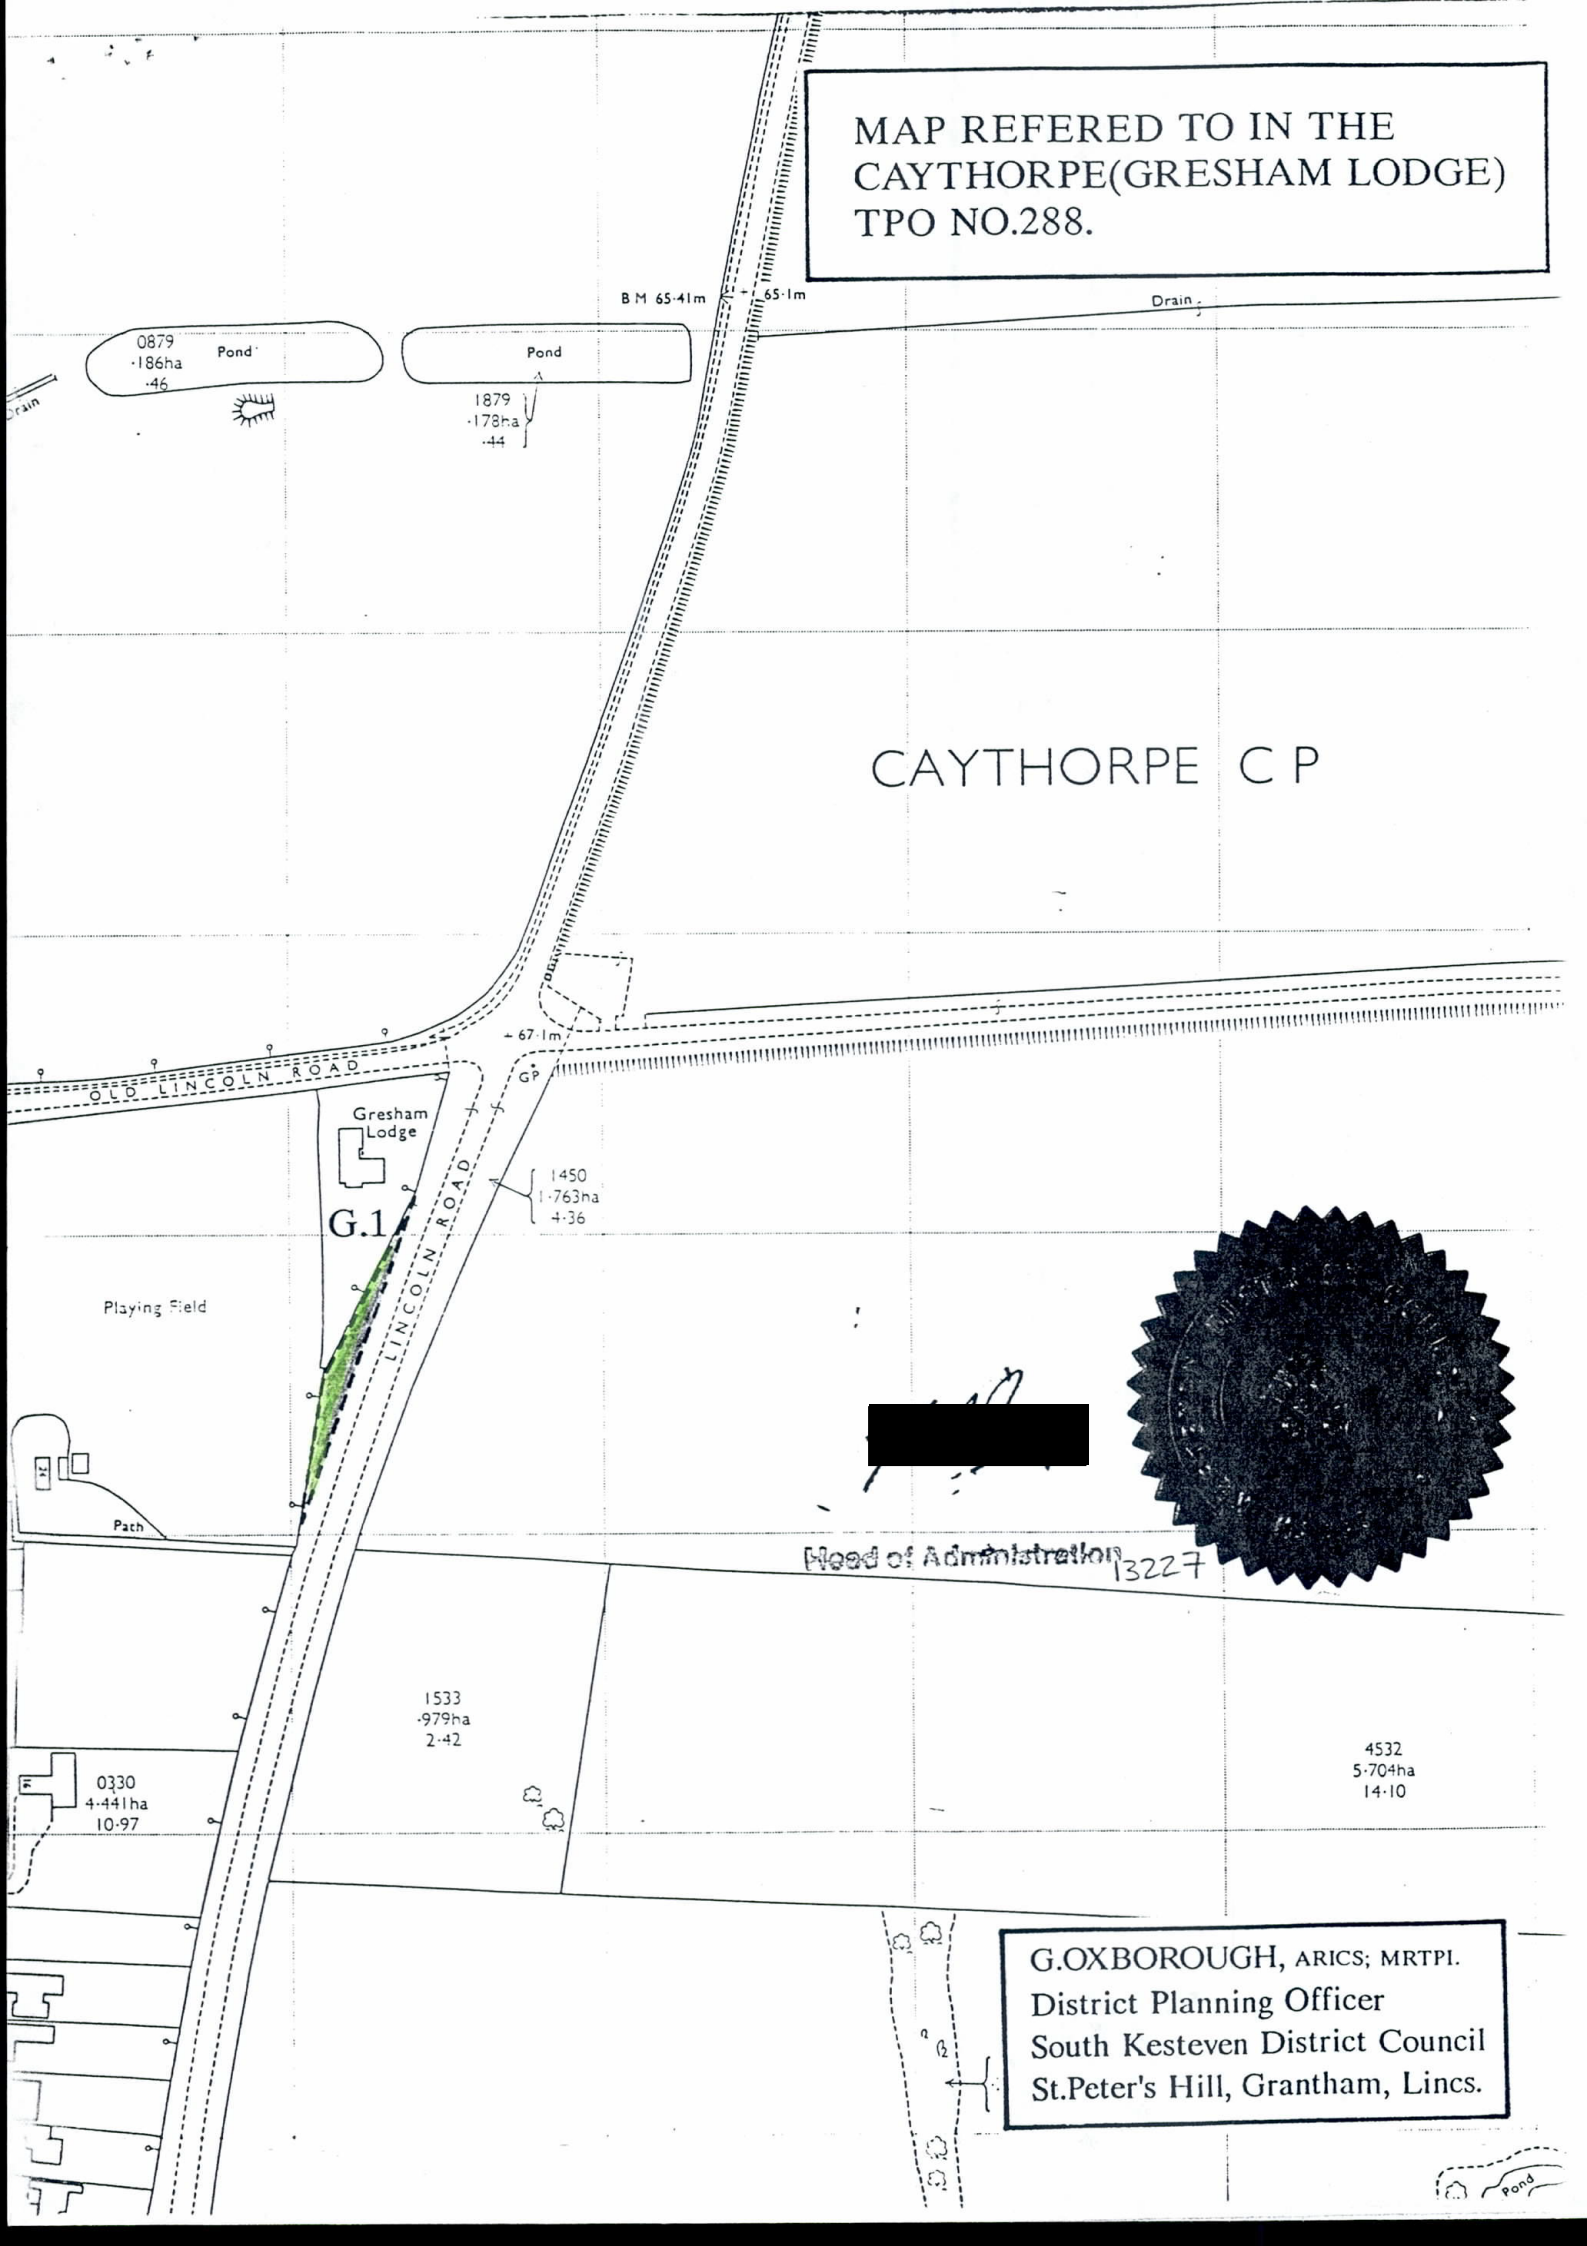 MAP REFERED TO IN THE
CAYTHORPE(GRESHAM LODGE)
TPO NO.288.
B M 65·41m
65·1m
Drain
0879
·186ha
·46
Pond
Pond
1879
·178ha
·44
Drain
CAYTHORPE C P
67·1m
GP
OLD LINCOLN ROAD
Gresham
Lodge
LINCOLN ROAD
1450
1·763ha
4·36
G.1
Playing Field
24
Path
Head of Administration
13227
1533
·979ha
2·42
4532
5·704ha
14·10
16
0330
4·441ha
10·97
G.OXBOROUGH, ARICS; MRTPI.
District Planning Officer
South Kesteven District Council
St.Peter's Hill, Grantham, Lincs.
Pond